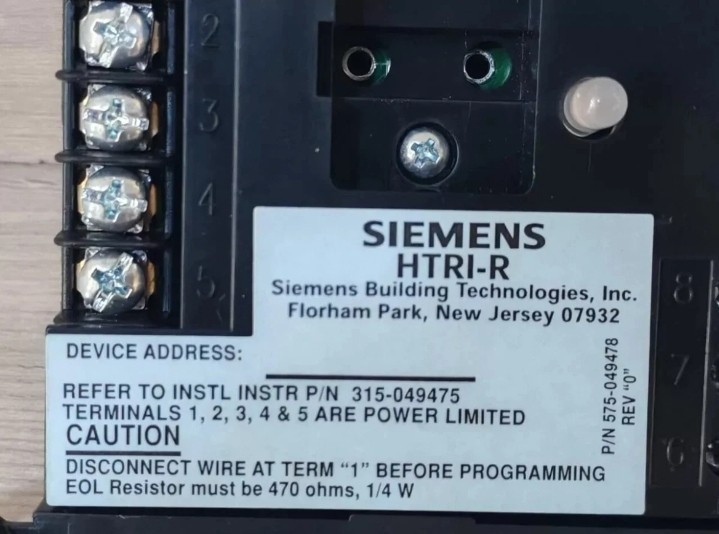 2
3
4
5
SIEMENS
HTRI-R
Siemens Building Technologies, Inc.
Florham Park, New Jersey 07932
8
7
6
P/N 575-049478
REV "0"
DEVICE ADDRESS:
REFER TO INSTL INSTR P/N 315-049475
TERMINALS 1, 2, 3, 4 & 5 ARE POWER LIMITED
CAUTION
DISCONNECT WIRE AT TERM “1” BEFORE PROGRAMMING
EOL Resistor must be 470 ohms, 1/4 W